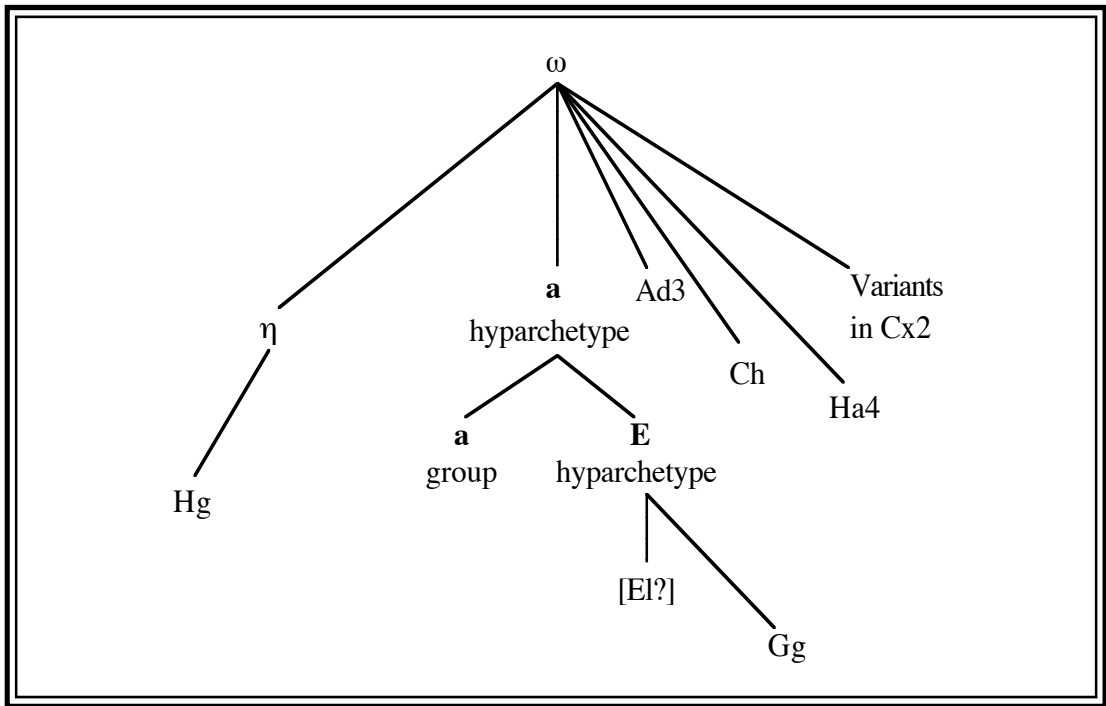 ω
a
hyparchetype
Ad3
Variants
in Cx2
η
Ch
Ha4
a
group
E
hyparchetype
Hg
[El?]
Gg